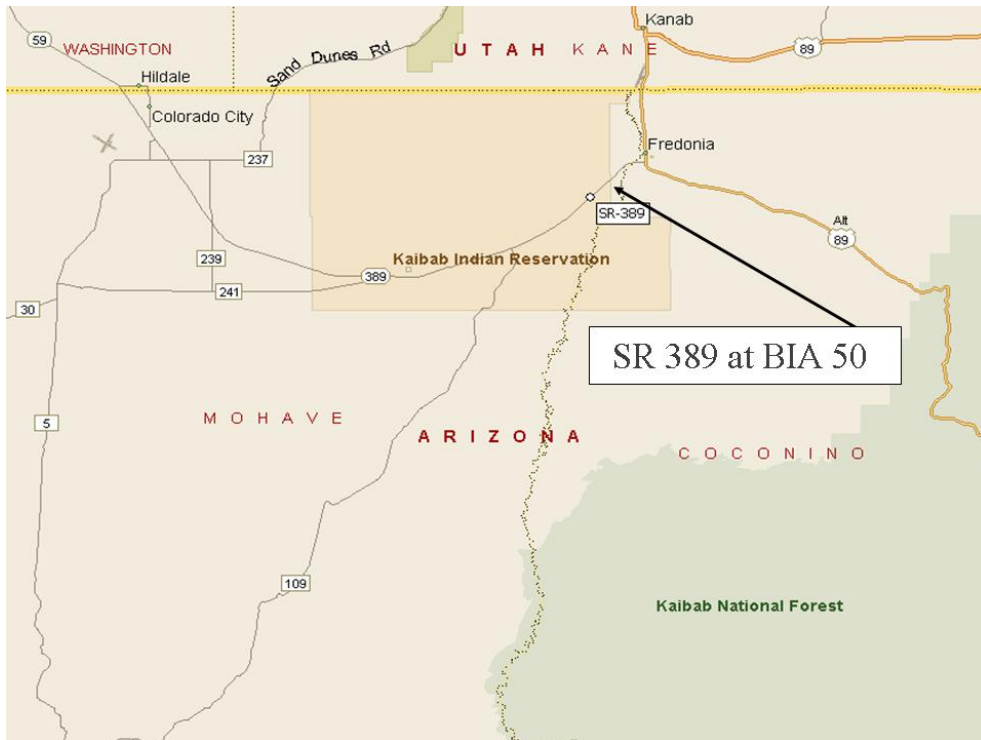 Kanab
59
WASHINGTON
Sand Dunes Rd
UTAH KANE
89
Hildale
Colorado City
237
Fredonia
SR-389
Alt
89
239
Kaibab Indian Reservation
389
241
30
SR 389 at BIA 50
5
MOHAVE
ARIZONA
COCONINO
109
Kaibab National Forest